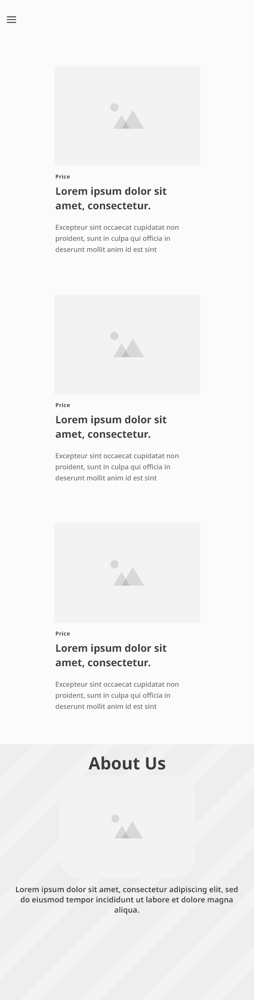 Price
Lorem ipsum dolor sit
amet, consectetur.
Excepteur sint occaecat cupidatat non
proident, sunt in culpa qui officia in
deserunt mollit anim id est sint
Price
Lorem ipsum dolor sit
amet, consectetur.
Excepteur sint occaecat cupidatat non
proident, sunt in culpa qui officia in
deserunt mollit anim id est sint
Price
Lorem ipsum dolor sit
amet, consectetur.
Excepteur sint occaecat cupidatat non
proident, sunt in culpa qui officia in
deserunt mollit anim id est sint
About Us
Lorem ipsum dolor sit amet, consectetur adipiscing elit, sed
do eiusmod tempor incididunt ut labore et dolore magna
aliqua.